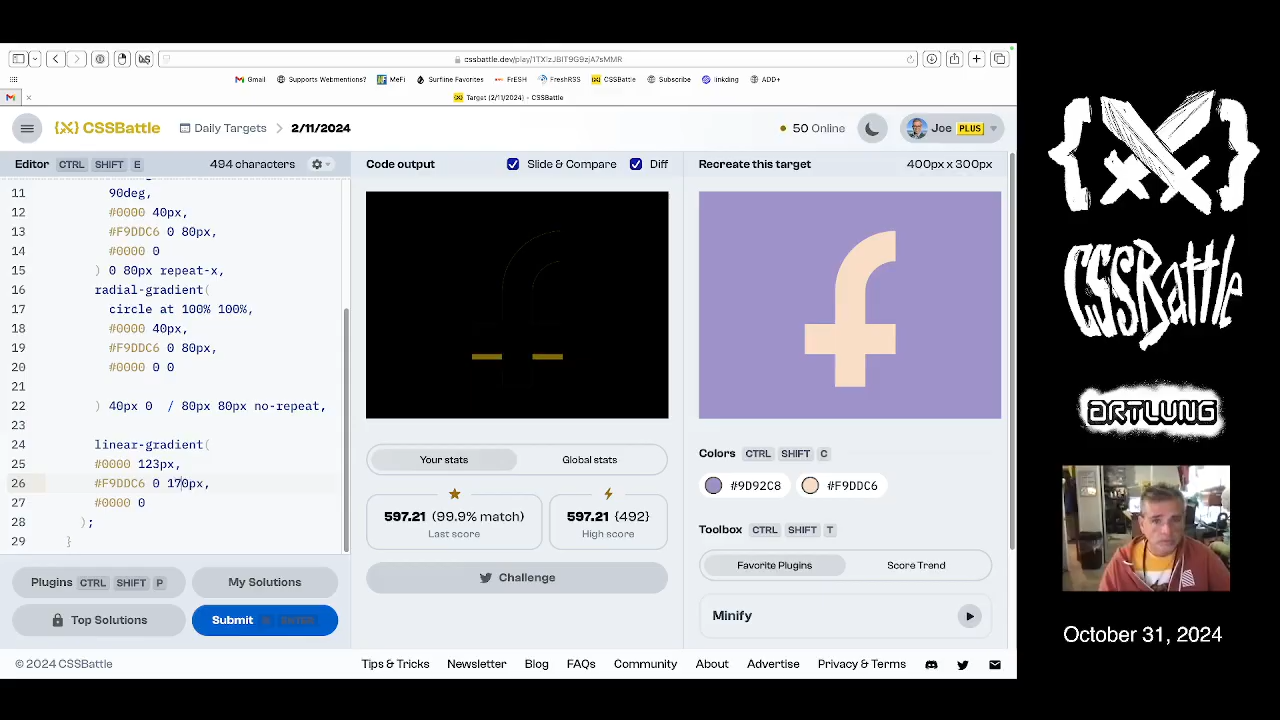 cssbattle.dev/play/1TXlzJBIT9G9zjA7sMMR
Gmail
Supports Webmentions?
MeFi
Surfline Favorites
FrESH
FreshRSS
CSSBattle
Subscribe
linkding
ADD+
Target (2/11/2024) - CSSBattle
{X} CSSBattle
Daily Targets > 2/11/2024
50 Online
Joe PLUS
Editor CTRL SHIFT E
494 characters
Code output
Slide & Compare
Diff
Recreate this target
400px x 300px
11 90deg,
12 #0000 40px,
13 #F9DDC6 0 80px,
14 #0000 0
15 ) 0 80px repeat-x,
16 radial-gradient(
17 circle at 100% 100%,
18 #0000 40px,
19 #F9DDC6 0 80px,
20 #0000 0 0
21
22 ) 40px 0 / 80px 80px no-repeat,
23
24 linear-gradient(
25 #0000 123px,
26 #F9DDC6 0 170px,
27 #0000 0
28 );
29 }
Plugins CTRL SHIFT P
My Solutions
Top Solutions
Submit
Your stats
Global stats
597.21 (99.9% match)
Last score
597.21 {492}
High score
Challenge
Colors CTRL SHIFT C
#9D92C8
#F9DDC6
Toolbox CTRL SHIFT T
Favorite Plugins
Score Trend
Minify
© 2024 CSSBattle
Tips & Tricks
Newsletter
Blog
FAQs
Community
About
Advertise
Privacy & Terms
CSSBattle
ARTLUNG
October 31, 2024